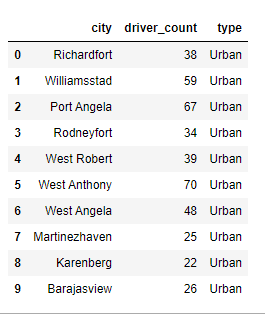 city driver_count type
0 Richardfort 38 Urban
1 Williamsstad 59 Urban
2 Port Angela 67 Urban
3 Rodneyfort 34 Urban
4 West Robert 39 Urban
5 West Anthony 70 Urban
6 West Angela 48 Urban
7 Martinezhaven 25 Urban
8 Karenberg 22 Urban
9 Barajasview 26 Urban